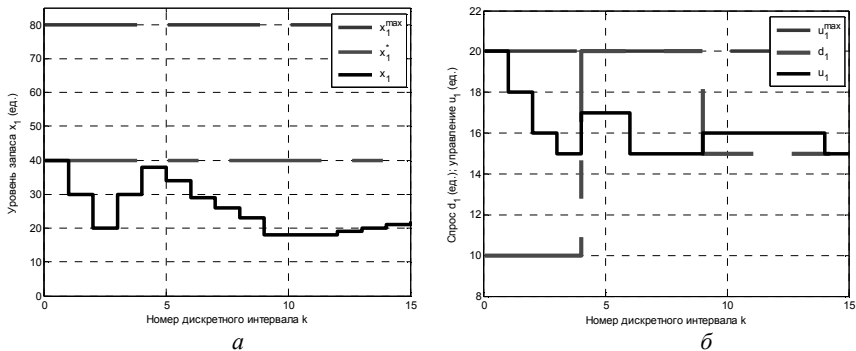 80
70
60
50
40
30
20
10
0
0 5 10 15
Уровень запаса x1 (ед.)
Номер дискретного интервала k
x1max
x1*
x1
а
22
20
18
16
14
12
10
8
0 5 10 15
Спрос d1 (ед.); управление u1 (ед.)
Номер дискретного интервала k
u1max
d1
u1
б